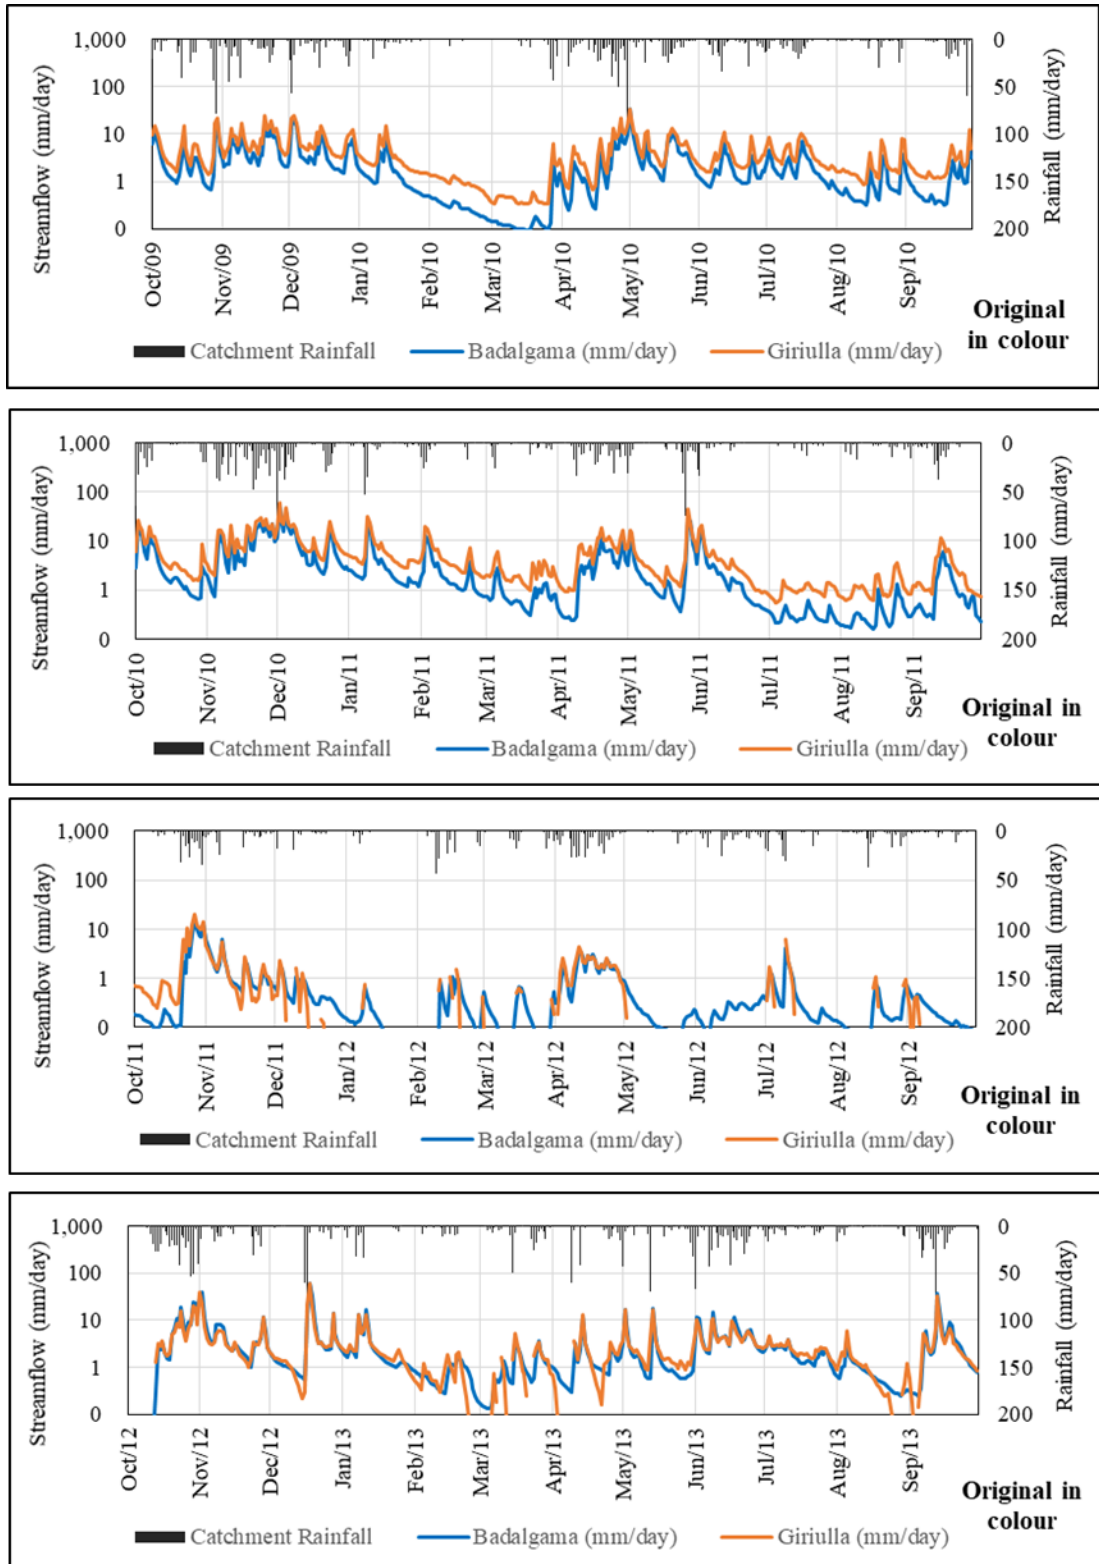 1,000
100
10
1
0
Streamflow (mm/day)
0
50
100
150
200
Rainfall (mm/day)
Oct/09
Nov/09
Dec/09
Jan/10
Feb/10
Mar/10
Apr/10
May/10
Jun/10
Jul/10
Aug/10
Sep/10
Original
in colour
Catchment Rainfall Badalgama (mm/day) Giriulla (mm/day)
1,000
100
10
1
0
Streamflow (mm/day)
0
50
100
150
200
Rainfall (mm/day)
Oct/10
Nov/10
Dec/10
Jan/11
Feb/11
Mar/11
Apr/11
May/11
Jun/11
Jul/11
Aug/11
Sep/11
Original in
colour
Catchment Rainfall Badalgama (mm/day) Giriulla (mm/day)
1,000
100
10
1
0
Streamflow (mm/day)
0
50
100
150
200
Rainfall (mm/day)
Oct/11
Nov/11
Dec/11
Jan/12
Feb/12
Mar/12
Apr/12
May/12
Jun/12
Jul/12
Aug/12
Sep/12
Original in
colour
Catchment Rainfall Badalgama (mm/day) Giriulla (mm/day)
1,000
100
10
1
0
Streamflow (mm/day)
0
50
100
150
200
Rainfall (mm/day)
Oct/12
Nov/12
Dec/12
Jan/13
Feb/13
Mar/13
Apr/13
May/13
Jun/13
Jul/13
Aug/13
Sep/13
Original in
colour
Catchment Rainfall Badalgama (mm/day) Giriulla (mm/day)